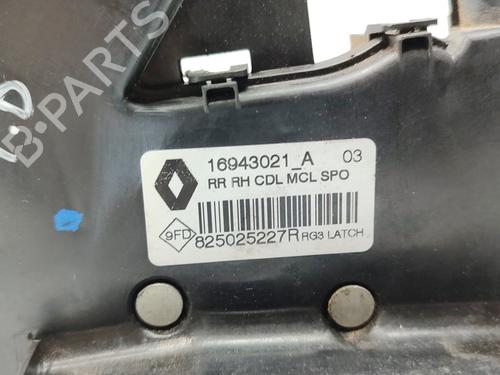 B-PARTS
16943021_A 03
RR RH CDL MCL SPO
9FD 825025227R RG3 LATCH